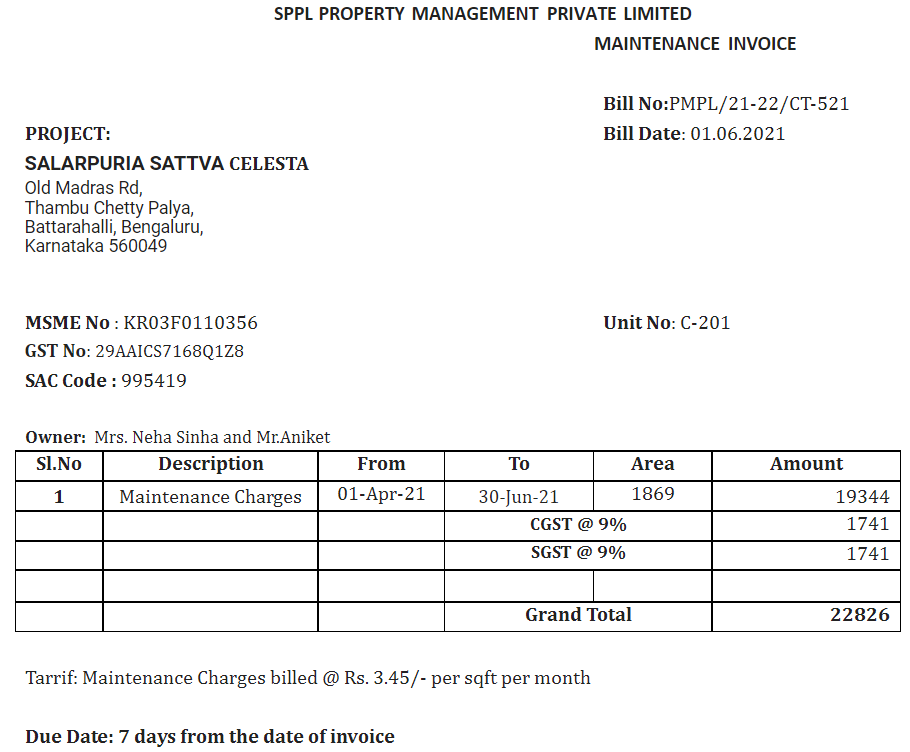 SPPL PROPERTY MANAGEMENT PRIVATE LIMITED
MAINTENANCE INVOICE
Bill No:PMPL/21-22/CT-521
PROJECT:
Bill Date: 01.06.2021
SALARPURIA SATTVA CELESTA
Old Madras Rd,
Thambu Chetty Palya,
Battarahalli, Bengaluru,
Karnataka 560049
MSME No : KR03F0110356
Unit No: C-201
GST No: 29AAICS7168Q1Z8
SAC Code : 995419
Owner: Mrs. Neha Sinha and Mr.Aniket
Sl.No Description From To Area Amount
1 Maintenance Charges 01-Apr-21 30-Jun-21 1869 19344
CGST @ 9% 1741
SGST @ 9% 1741
Grand Total 22826
Tarrif: Maintenance Charges billed @ Rs. 3.45/- per sqft per month
Due Date: 7 days from the date of invoice